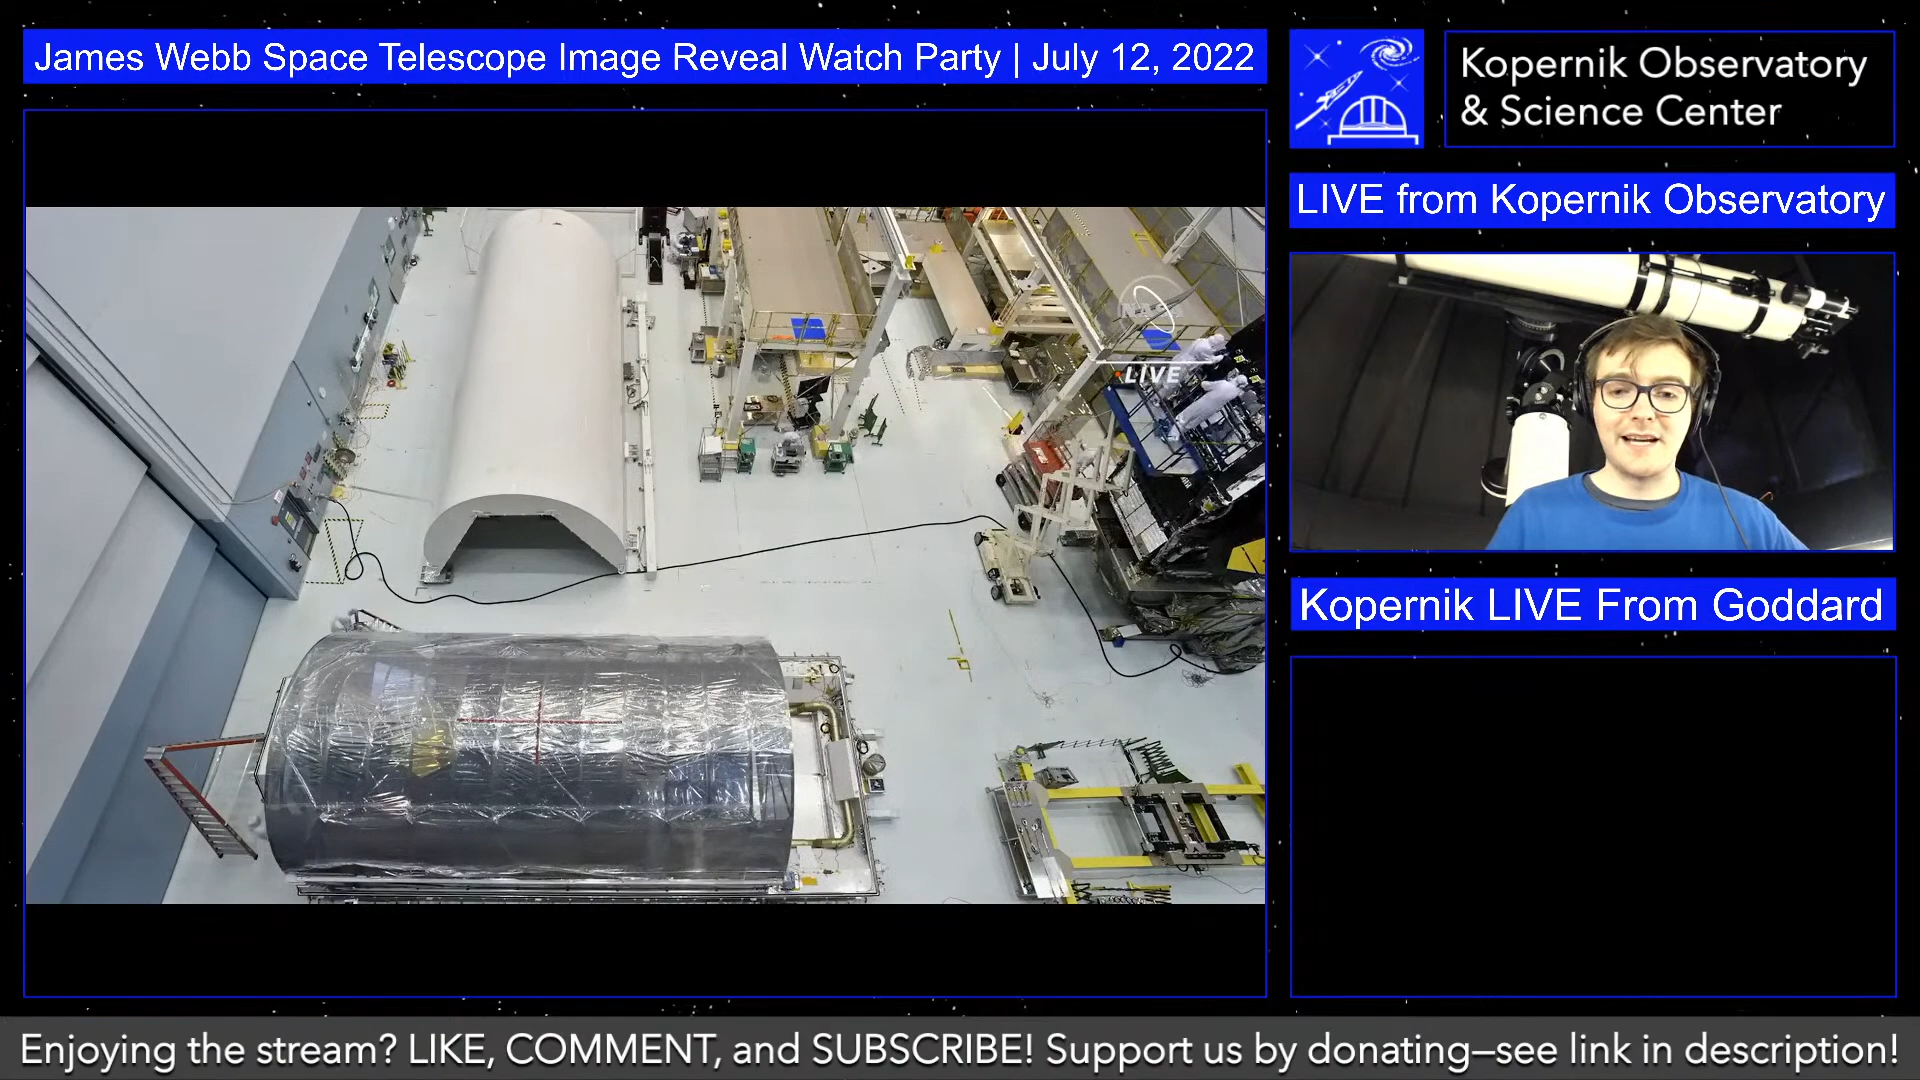 James Webb Space Telescope Image Reveal Watch Party | July 12, 2022
Kopernik Observatory
& Science Center
LIVE from Kopernik Observatory
NASA
LIVE
Kopernik LIVE From Goddard
Enjoying the stream? LIKE, COMMENT, and SUBSCRIBE! Support us by donating—see link in description!